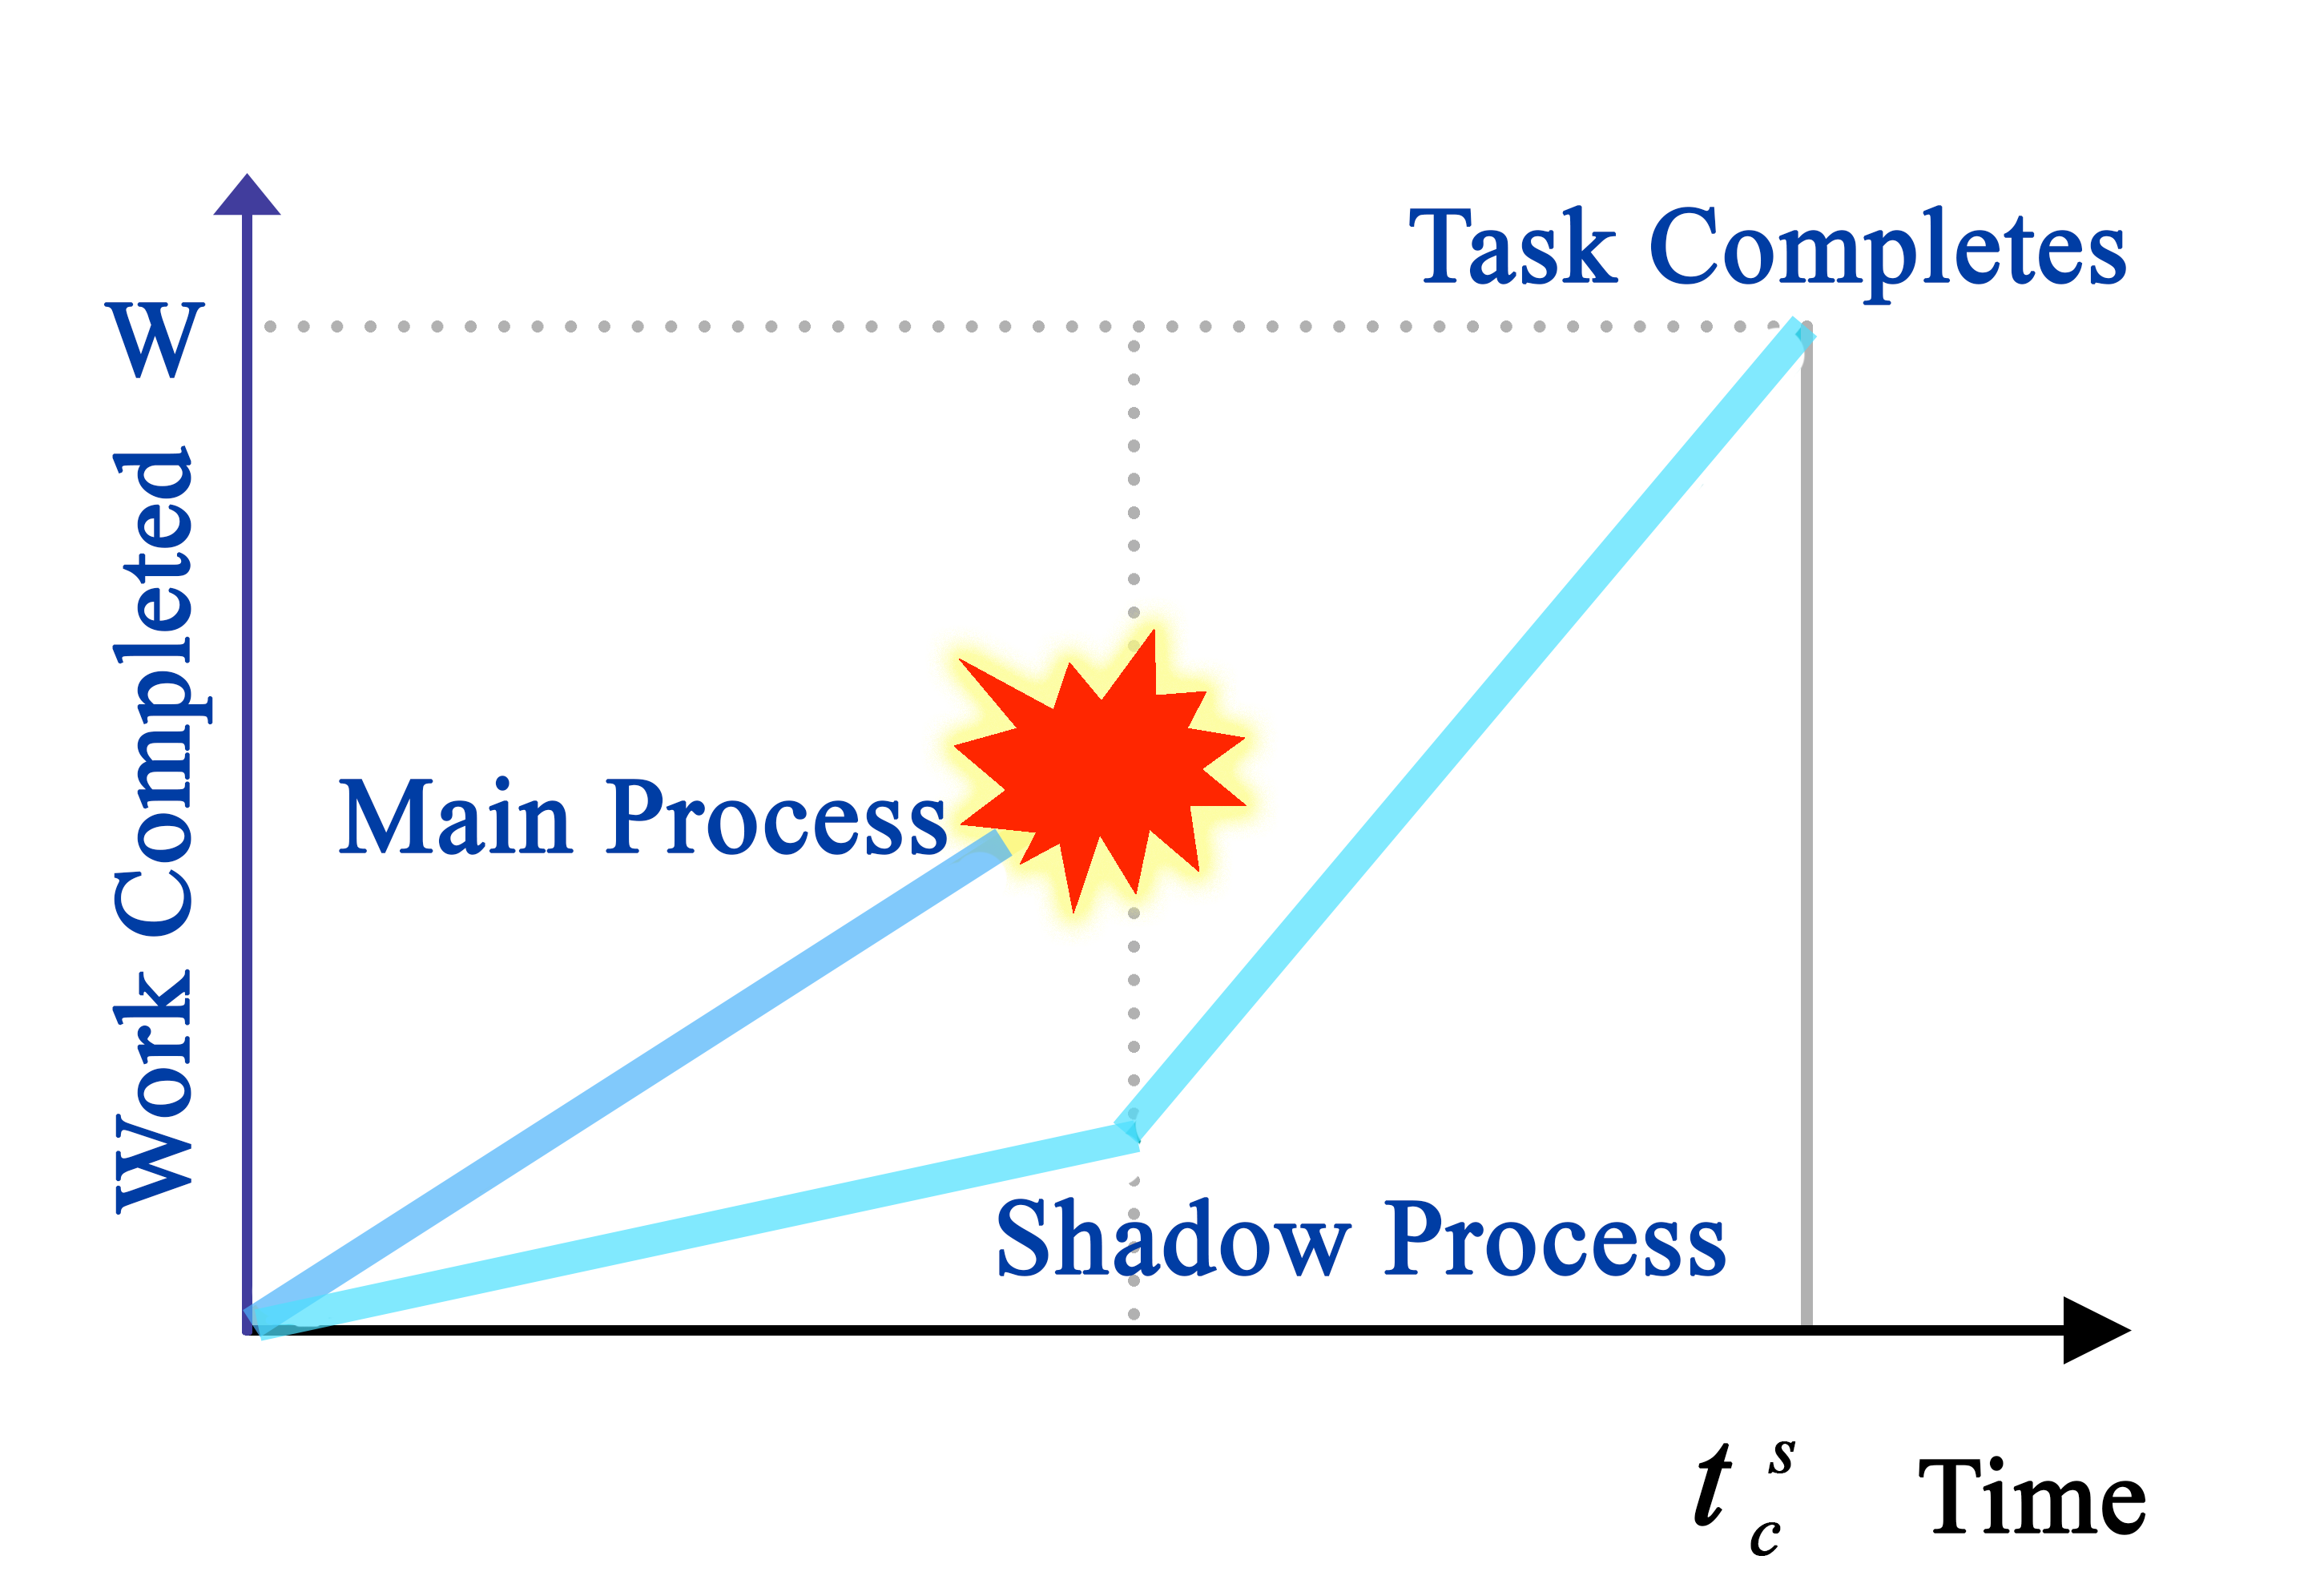 Task Completes
W
Work Completed
Main Process
Shadow Process
t s c
Time